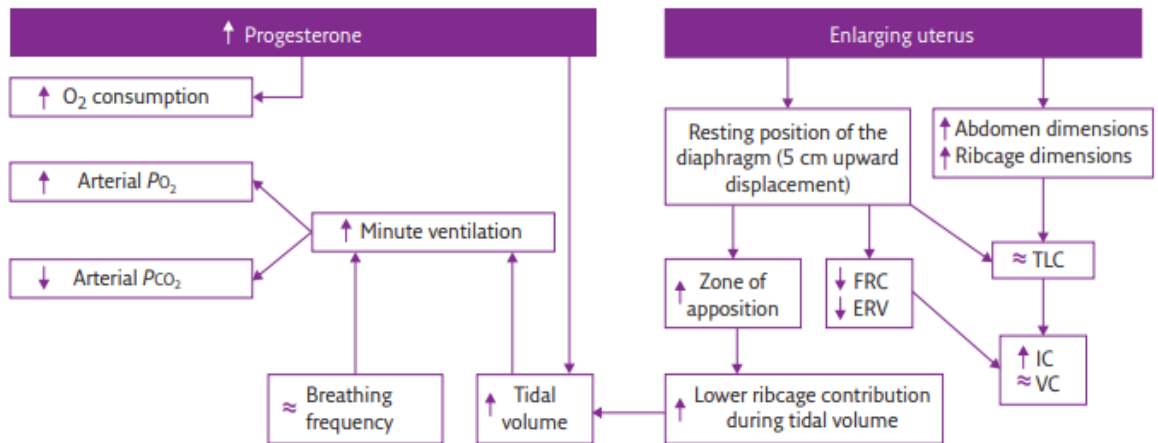 ↑ Progesterone
↑ O₂ consumption
↑ Arterial PO₂
↑ Minute ventilation
↓ Arterial PCO₂
≈ Breathing
frequency
↑ Tidal
volume
Enlarging uterus
Resting position of the
diaphragm (5 cm upward
displacement)
↑ Abdomen dimensions
↑ Ribcage dimensions
↑ Zone of
apposition
↓ FRC
↓ ERV
≈ TLC
↑ IC
≈ VC
↑ Lower ribcage contribution
during tidal volume